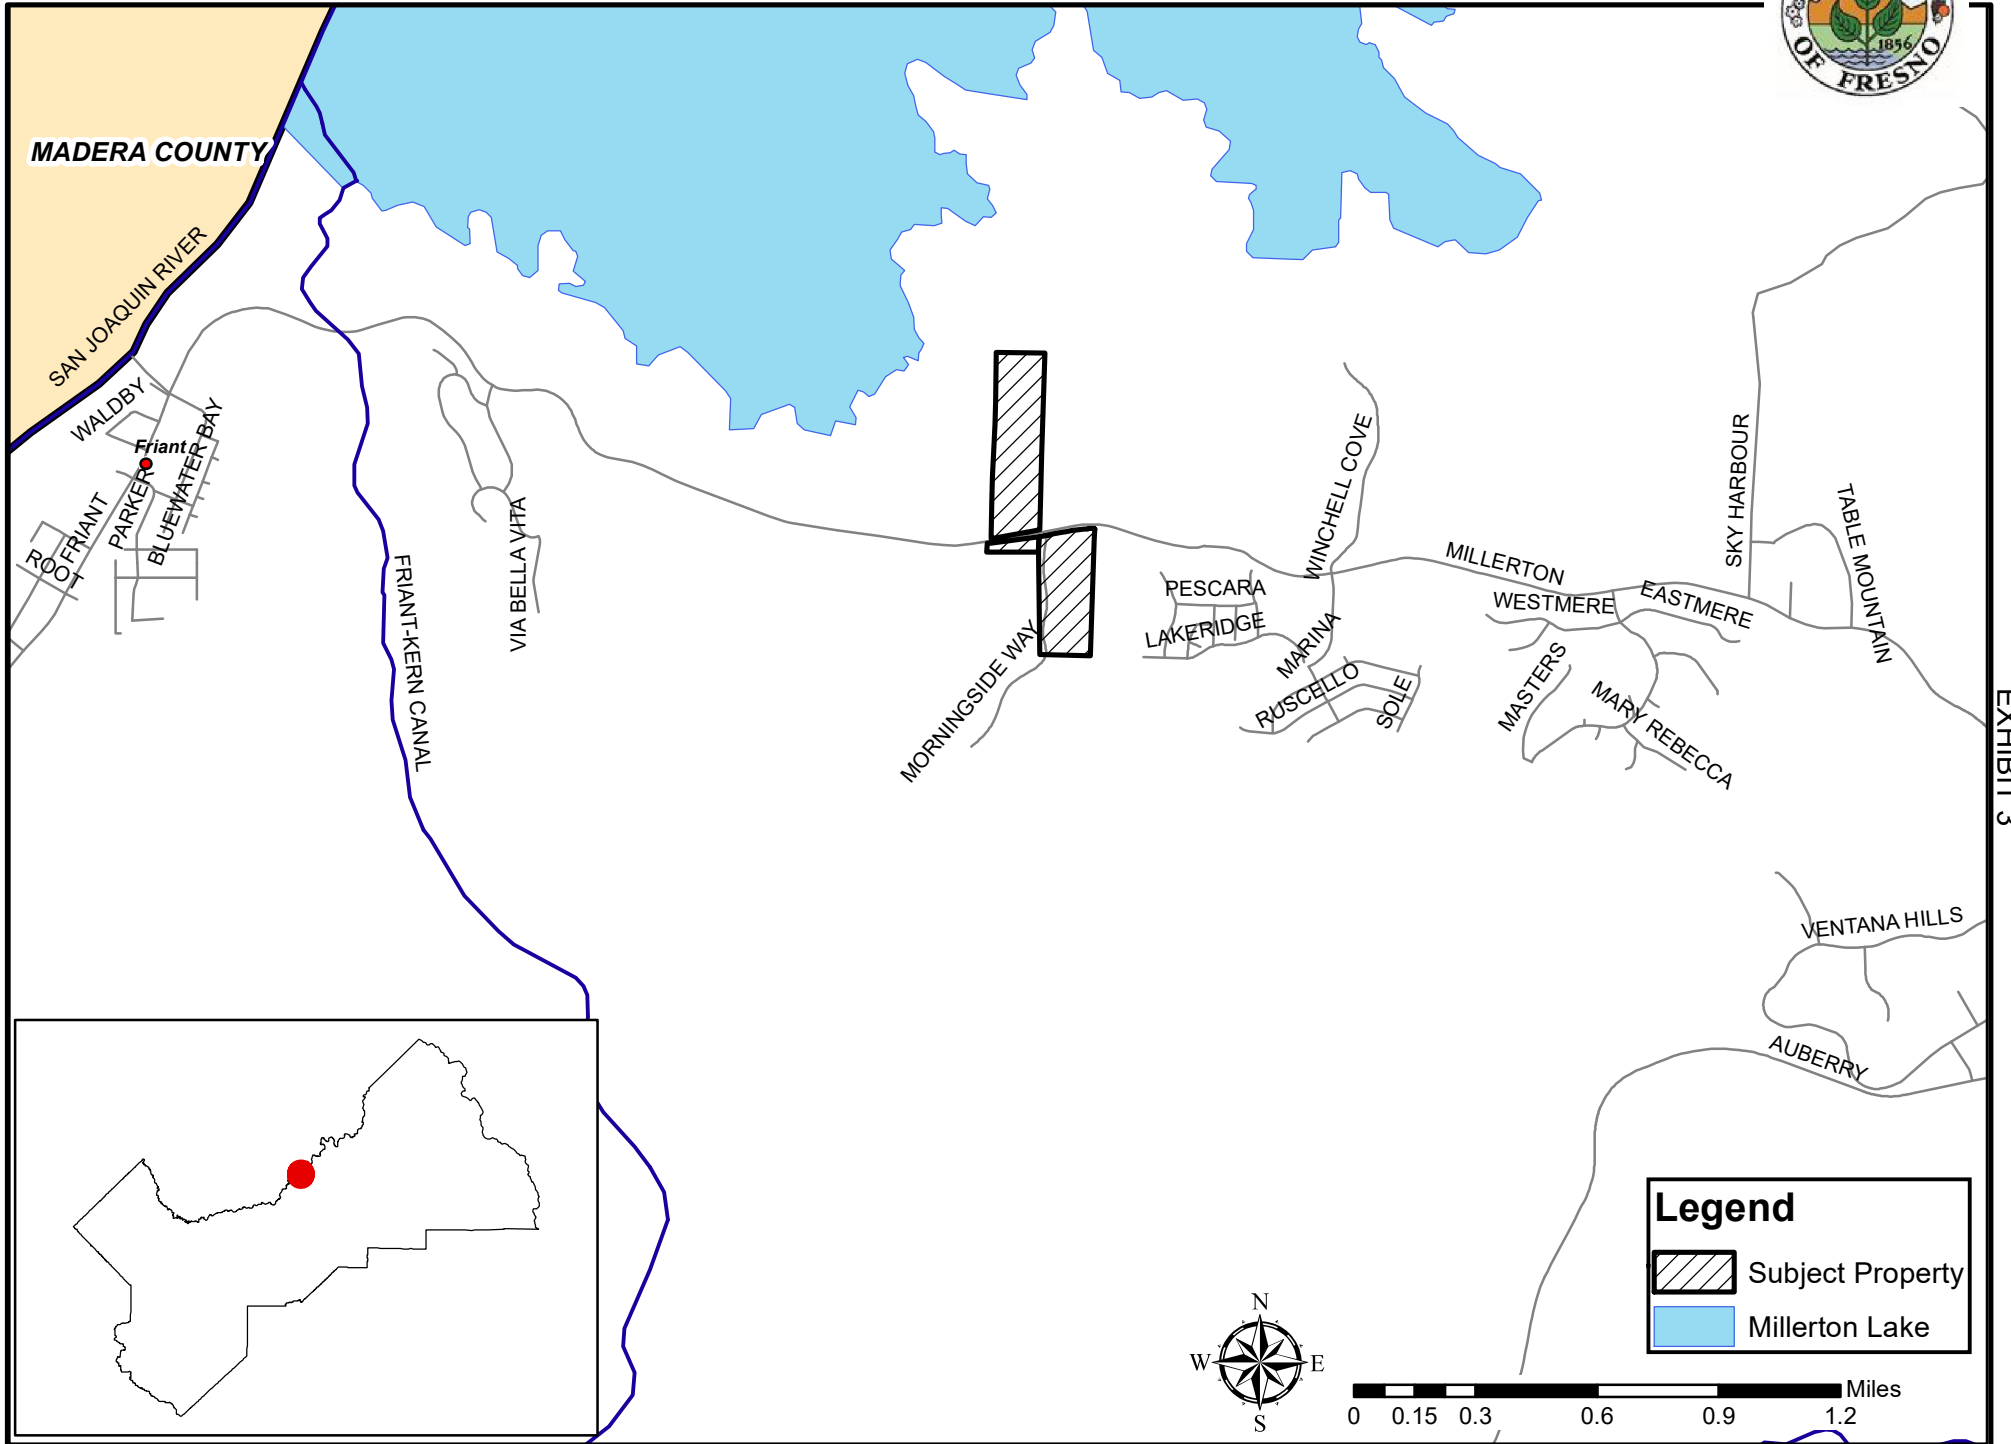 1856
OF FRESNO
MADERA COUNTY
SAN JOAQUIN RIVER
WALDBY
Friant
BLUEWATER BAY
PARKER
FRIANT
ROOT
FRIANT-KERN CANAL
VIA BELLA VITA
MORNINGSIDE WAY
WINCHELL COVE
PESCARA
LAKERIDGE
MARINA
RUSCELLO
SOLE
MILLERTON
WESTMERE
EASTMERE
MASTERS
MARY REBECCA
SKY HARBOUR
TABLE MOUNTAIN
EXHIBIT 3
VENTANA HILLS
AUBERRY
Legend
Subject Property
Millerton Lake
N
W E
S
Miles
0 0.15 0.3 0.6 0.9 1.2